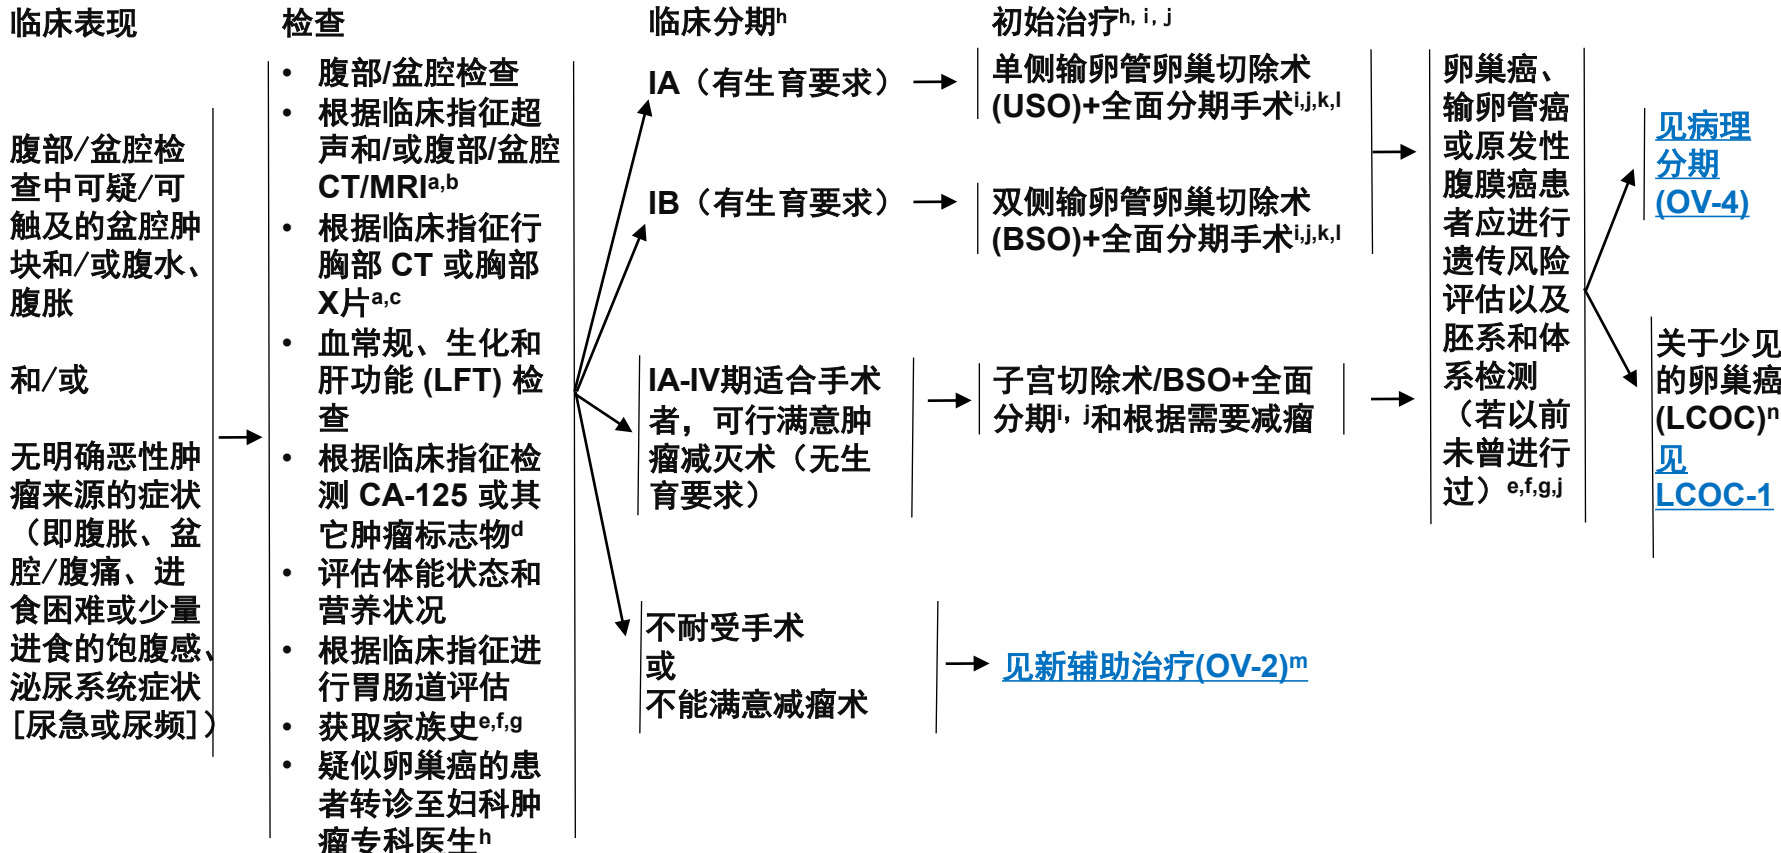 临床表现
腹部/盆腔检
查中可疑/可
触及的盆腔肿
块和/或腹水、
腹胀
和/或
无明确恶性肿
瘤来源的症状
（即腹胀、盆
腔/腹痛、进
食困难或少量
进食的饱腹感、
泌尿系统症状
[尿急或尿频]）
检查
• 腹部/盆腔检查
• 根据临床指征超
声和/或腹部/盆腔
CT/MRIa,b
• 根据临床指征行
胸部 CT 或胸部
X片a,c
• 血常规、生化和
肝功能 (LFT) 检
查
• 根据临床指征检
测 CA-125 或其
它肿瘤标志物d
• 评估体能状态和
营养状况
• 根据临床指征进
行胃肠道评估
• 获取家族史e,f,g
• 疑似卵巢癌的患
者转诊至妇科肿
瘤专科医生h
临床分期h
IA（有生育要求）
IB（有生育要求）
IA-IV期适合手术
者，可行满意肿
瘤减灭术（无生
育要求）
不耐受手术
或
不能满意减瘤术
初始治疗h, i, j
单侧输卵管卵巢切除术
(USO)+全面分期手术i,j,k,l
双侧输卵管卵巢切除术
(BSO)+全面分期手术i,j,k,l
子宫切除术/BSO+全面
分期i, j和根据需要减瘤
见新辅助治疗(OV-2)m
卵巢癌、
输卵管癌
或原发性
腹膜癌患
者应进行
遗传风险
评估以及
胚系和体
系检测
（若以前
未曾进行
过）e,f,g,j
见病理
分期
(OV-4)
关于少见
的卵巢癌
(LCOC)n
见
LCOC-1